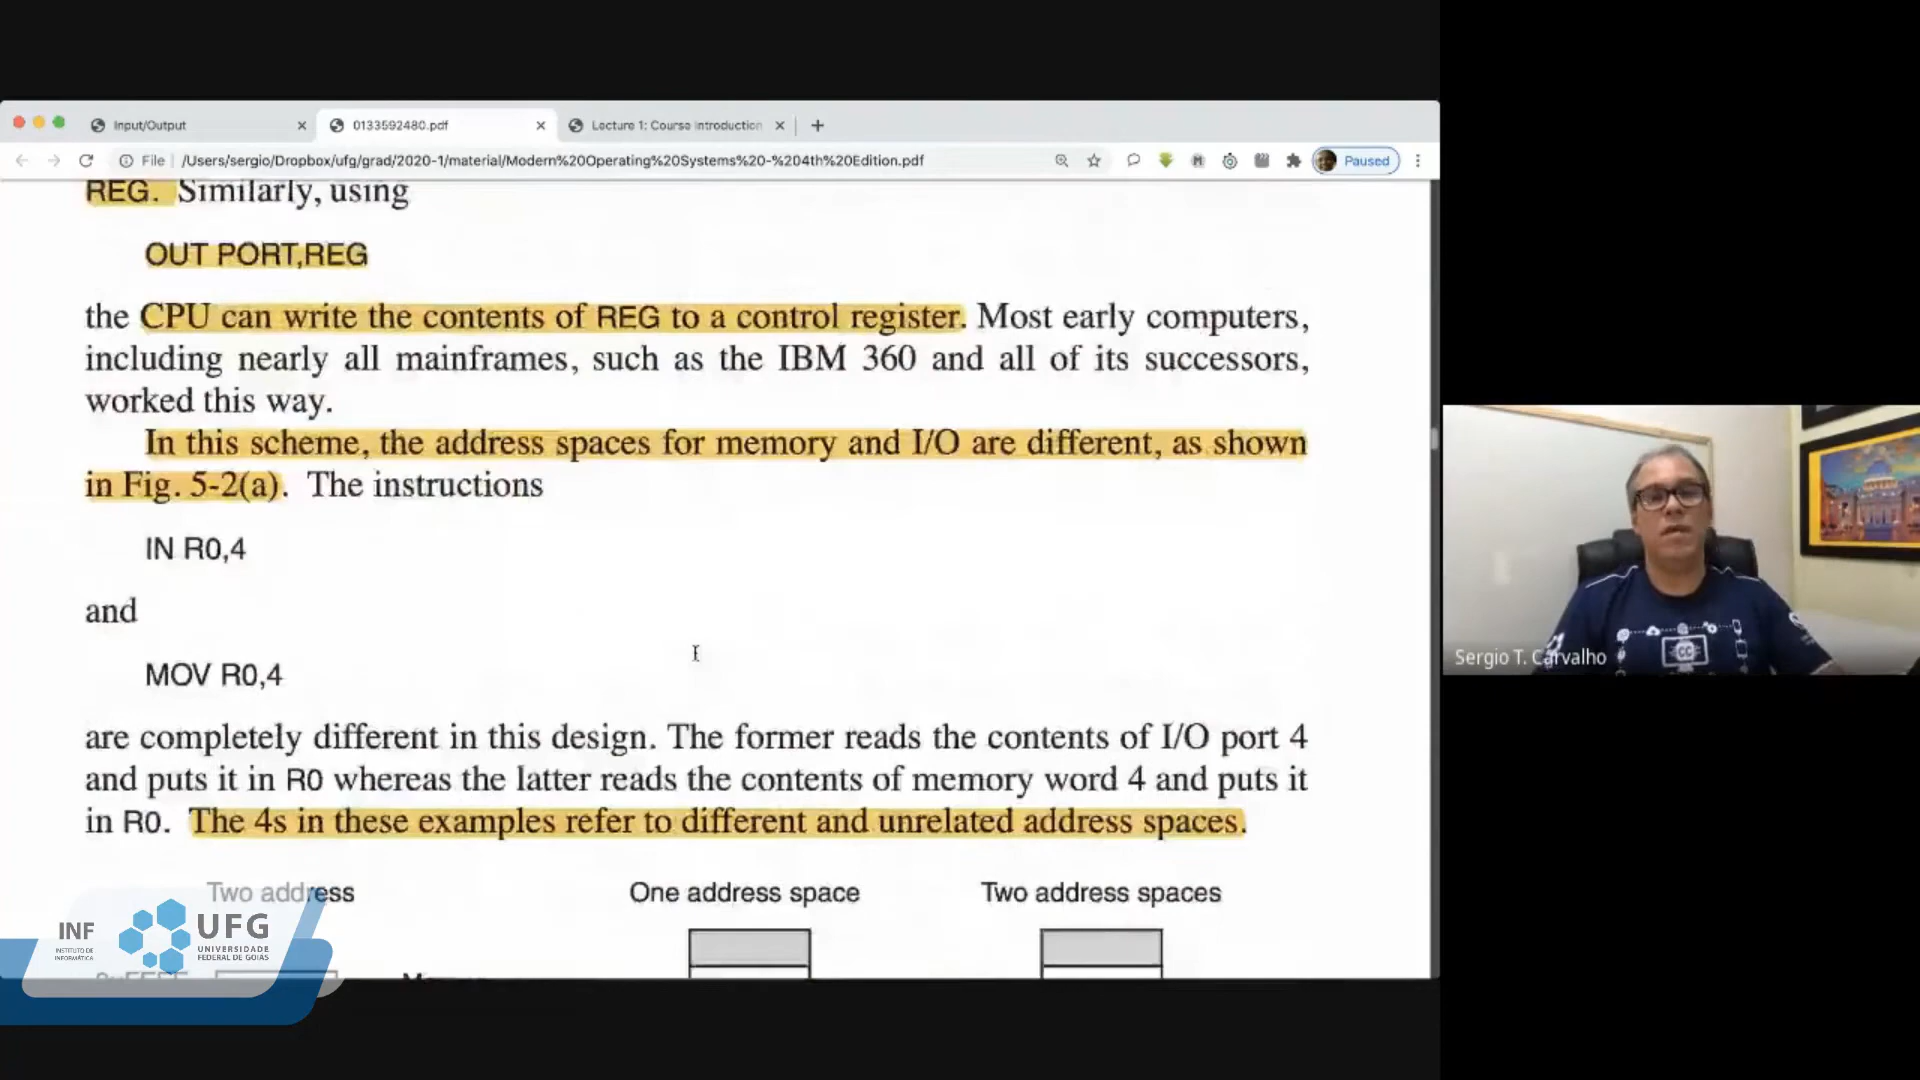 Input/Output
0133592480.pdf
Lecture 1: Course Introduction
File
/Users/sergio/Dropbox/ufg/grad/2020-1/material/Modern%20Operating%20Systems%20-%204th%20Edition.pdf
Paused
REG. Similarly, using
OUT PORT,REG
the CPU can write the contents of REG to a control register. Most early computers,
including nearly all mainframes, such as the IBM 360 and all of its successors,
worked this way.
In this scheme, the address spaces for memory and I/O are different, as shown
in Fig. 5-2(a). The instructions
IN R0,4
and
MOV R0,4
are completely different in this design. The former reads the contents of I/O port 4
and puts it in R0 whereas the latter reads the contents of memory word 4 and puts it
in R0. The 4s in these examples refer to different and unrelated address spaces.
Two address
One address space
Two address spaces
INF
INSTITUTO DE
INFORMÁTICA
UFG
UNIVERSIDADE
FEDERAL DE GOIÁS
CC
Sergio T. Carvalho